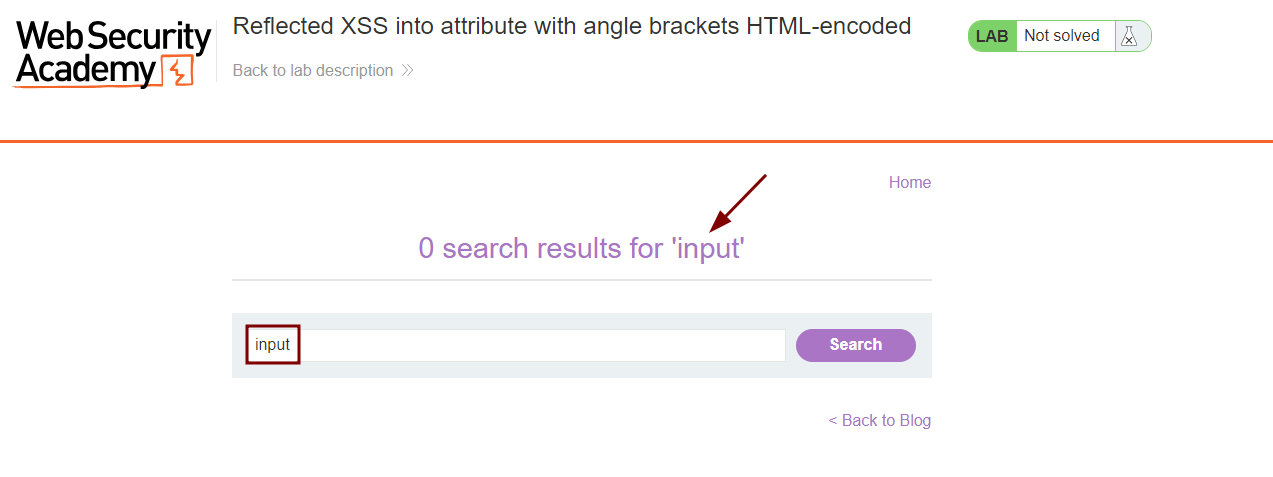 Web Security
Academy
Reflected XSS into attribute with angle brackets HTML-encoded
Back to lab description
LAB Not solved
Home
0 search results for 'input'
input
Search
< Back to Blog